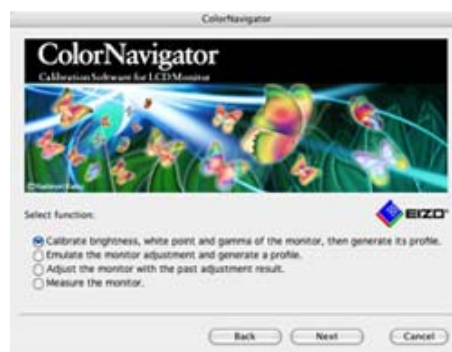 ColorNavigator
ColorNavigator
Calibration Software for LCD Monitor
Select function:
EIZO
Calibrate brightness, white point and gamma of the monitor, then generate its profile.
Emulate the monitor adjustment and generate a profile.
Adjust the monitor with the past adjustment result.
Measure the monitor.
Back Next Cancel